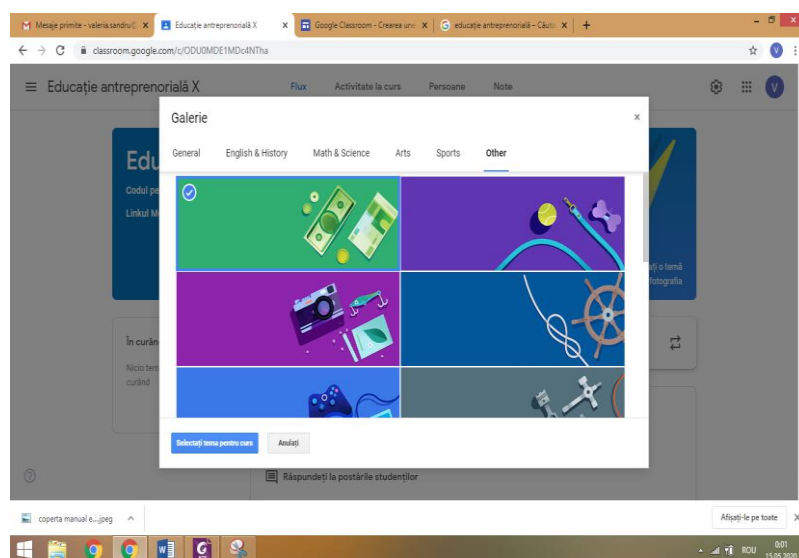 Mesaje primite - valeria.sandru
Educație antreprenorială X
Google Classroom - Crearea une
educație antreprenorială – Căuta
classroom.google.com/c/ODU0MDE1MDc4NTha
V
Educație antreprenorială X
Flux
Activitate la curs
Persoane
Note
V
Galerie
x
General
English & History
Math & Science
Arts
Sports
Other
Edu
Codul pe
Linkul M
ați o temă
fotografia
În curân
Nicio tem
curând
Selectați tema pentru curs
Anulați
Răspundeți la postările studenților
coperta manual e....jpeg
Afișați-le pe toate
ROU
0:01
15.05.2020